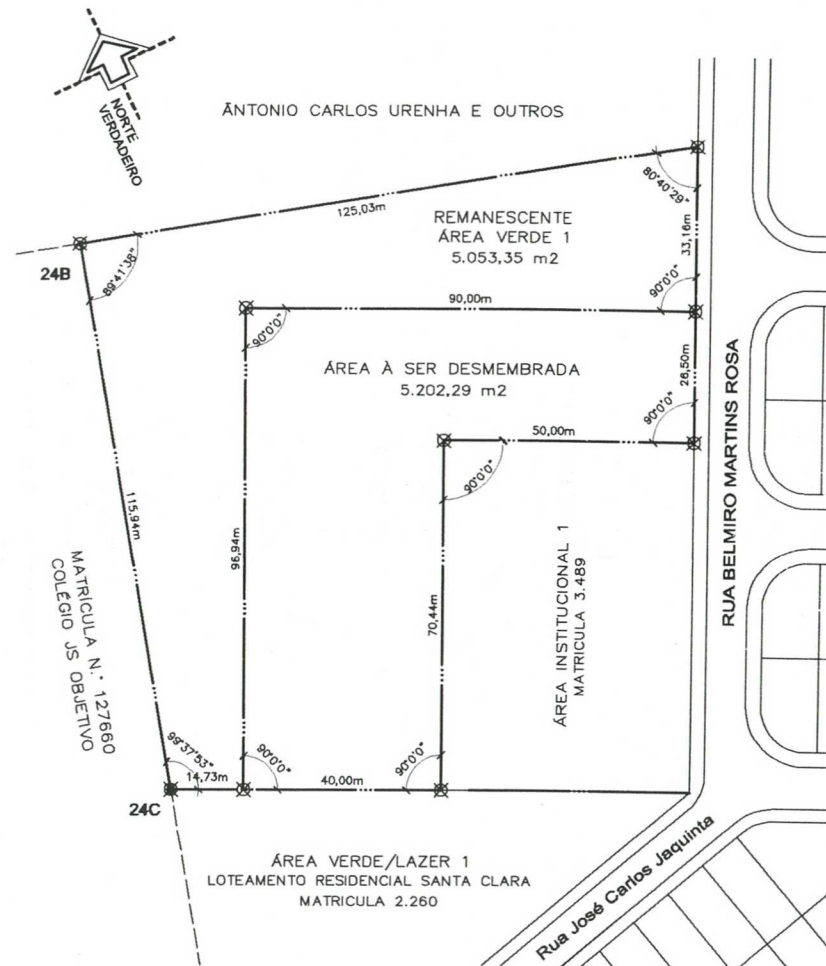 NORTE
VERDADEIRO
ÂNTONIO CARLOS URENHA E OUTROS
125,03m
80°40'29"
REMANESCENTE
ÁREA VERDE 1
5.053,35 m2
33,16m
24B
89°41'38"
90,00m
90°0'0"
90°0'0"
ÁREA À SER DESMEMBRADA
5.202,29 m2
26,50m
90°0'0"
50,00m
90°0'0"
115,94m
96,94m
70,44m
ÁREA INSTITUCIONAL 1
MATRICULA 3.489
RUA BELMIRO MARTINS ROSA
MATRÍCULA N.° 127660
COLÉGIO JS OBJETIVO
99°37'53"
14,73m
90°0'0"
40,00m
90°0'0"
24C
ÁREA VERDE/LAZER 1
LOTEAMENTO RESIDENCIAL SANTA CLARA
MATRICULA 2.260
Rua José Carlos Jaquinta